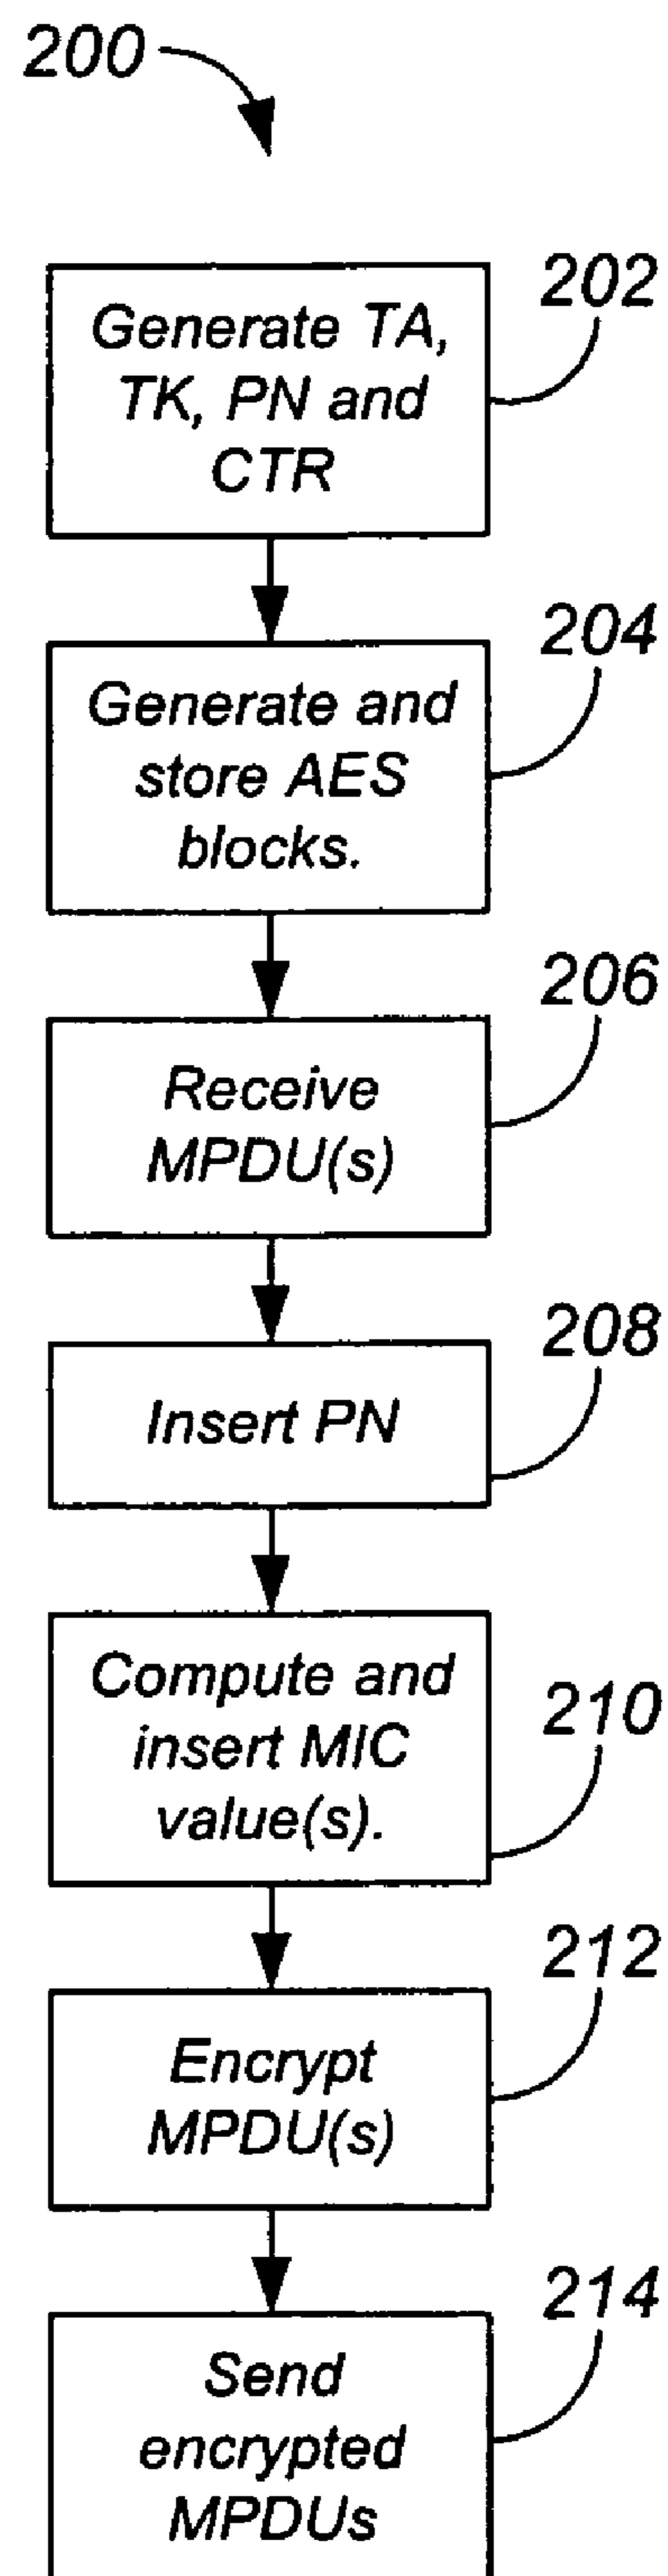 200
202
Generate TA,
TK, PN and
CTR
204
Generate and
store AES
blocks.
206
Receive
MPDU(s)
208
Insert PN
Compute and
210
insert MIC
value(s).
212
Encrypt
MPDU(s)
214
Send
encrypted
MPDUs